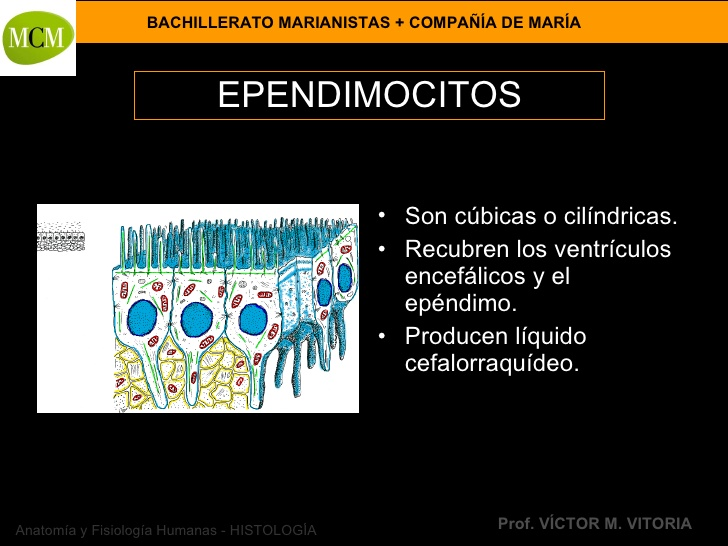 MCM
BACHILLERATO MARIANISTAS + COMPAÑÍA DE MARÍA
EPENDIMOCITOS
• Son cúbicas o cilíndricas.
• Recubren los ventrículos
encefálicos y el
epéndimo.
• Producen líquido
cefalorraquídeo.
Anatomía y Fisiología Humanas - HISTOLOGÍA
Prof. VÍCTOR M. VITORIA